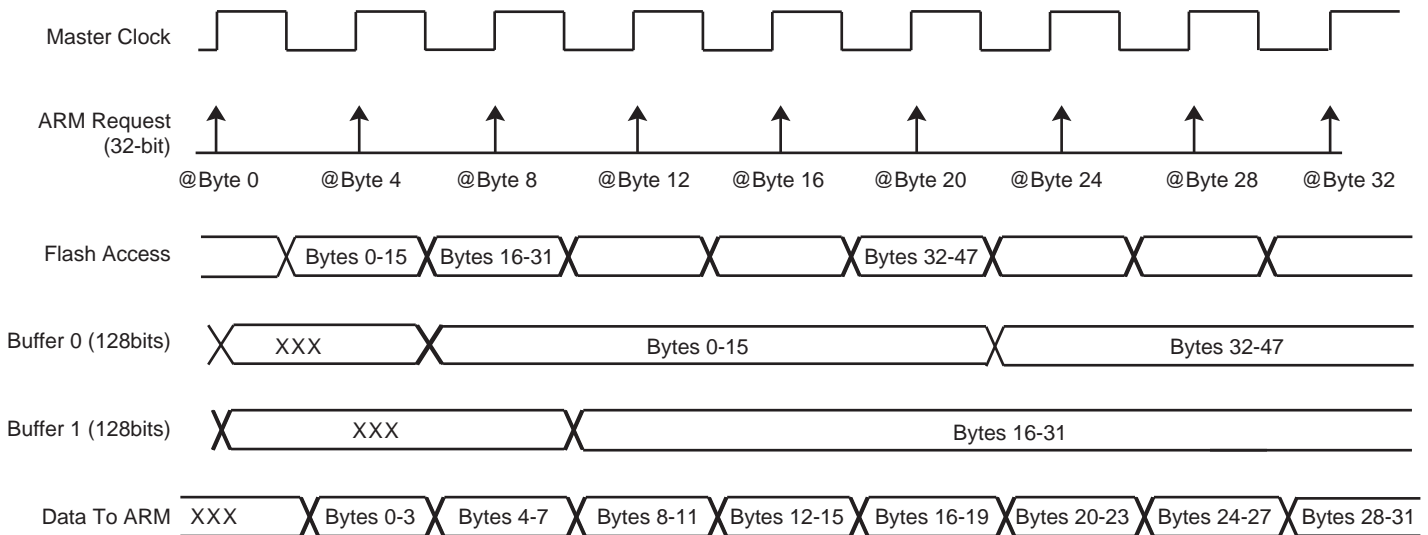 Master Clock
ARM Request
(32-bit)
@Byte 0 @Byte 4 @Byte 8 @Byte 12 @Byte 16 @Byte 20 @Byte 24 @Byte 28 @Byte 32
Flash Access Bytes 0-15 Bytes 16-31 Bytes 32-47
Buffer 0 (128bits) XXX Bytes 0-15 Bytes 32-47
Buffer 1 (128bits) XXX Bytes 16-31
Data To ARM XXX Bytes 0-3 Bytes 4-7 Bytes 8-11 Bytes 12-15 Bytes 16-19 Bytes 20-23 Bytes 24-27 Bytes 28-31